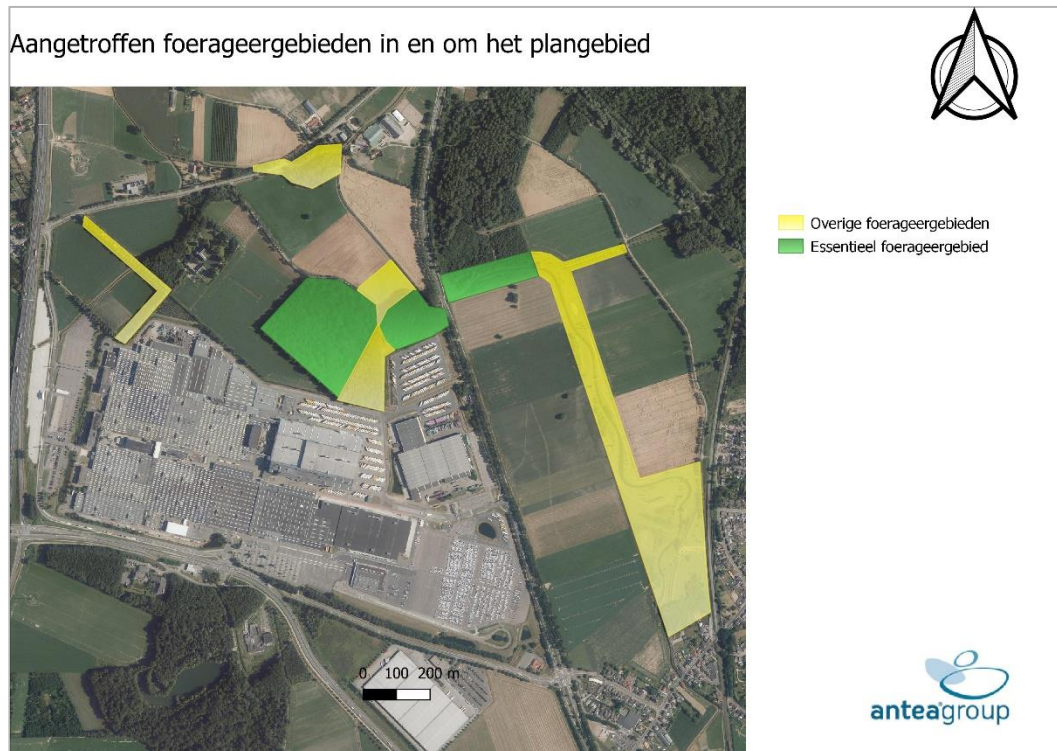 Aangetroffen foerageergebieden in en om het plangebied
Overige foerageergebieden
Essentieel foerageergebied
0 100 200 m
anteagroup